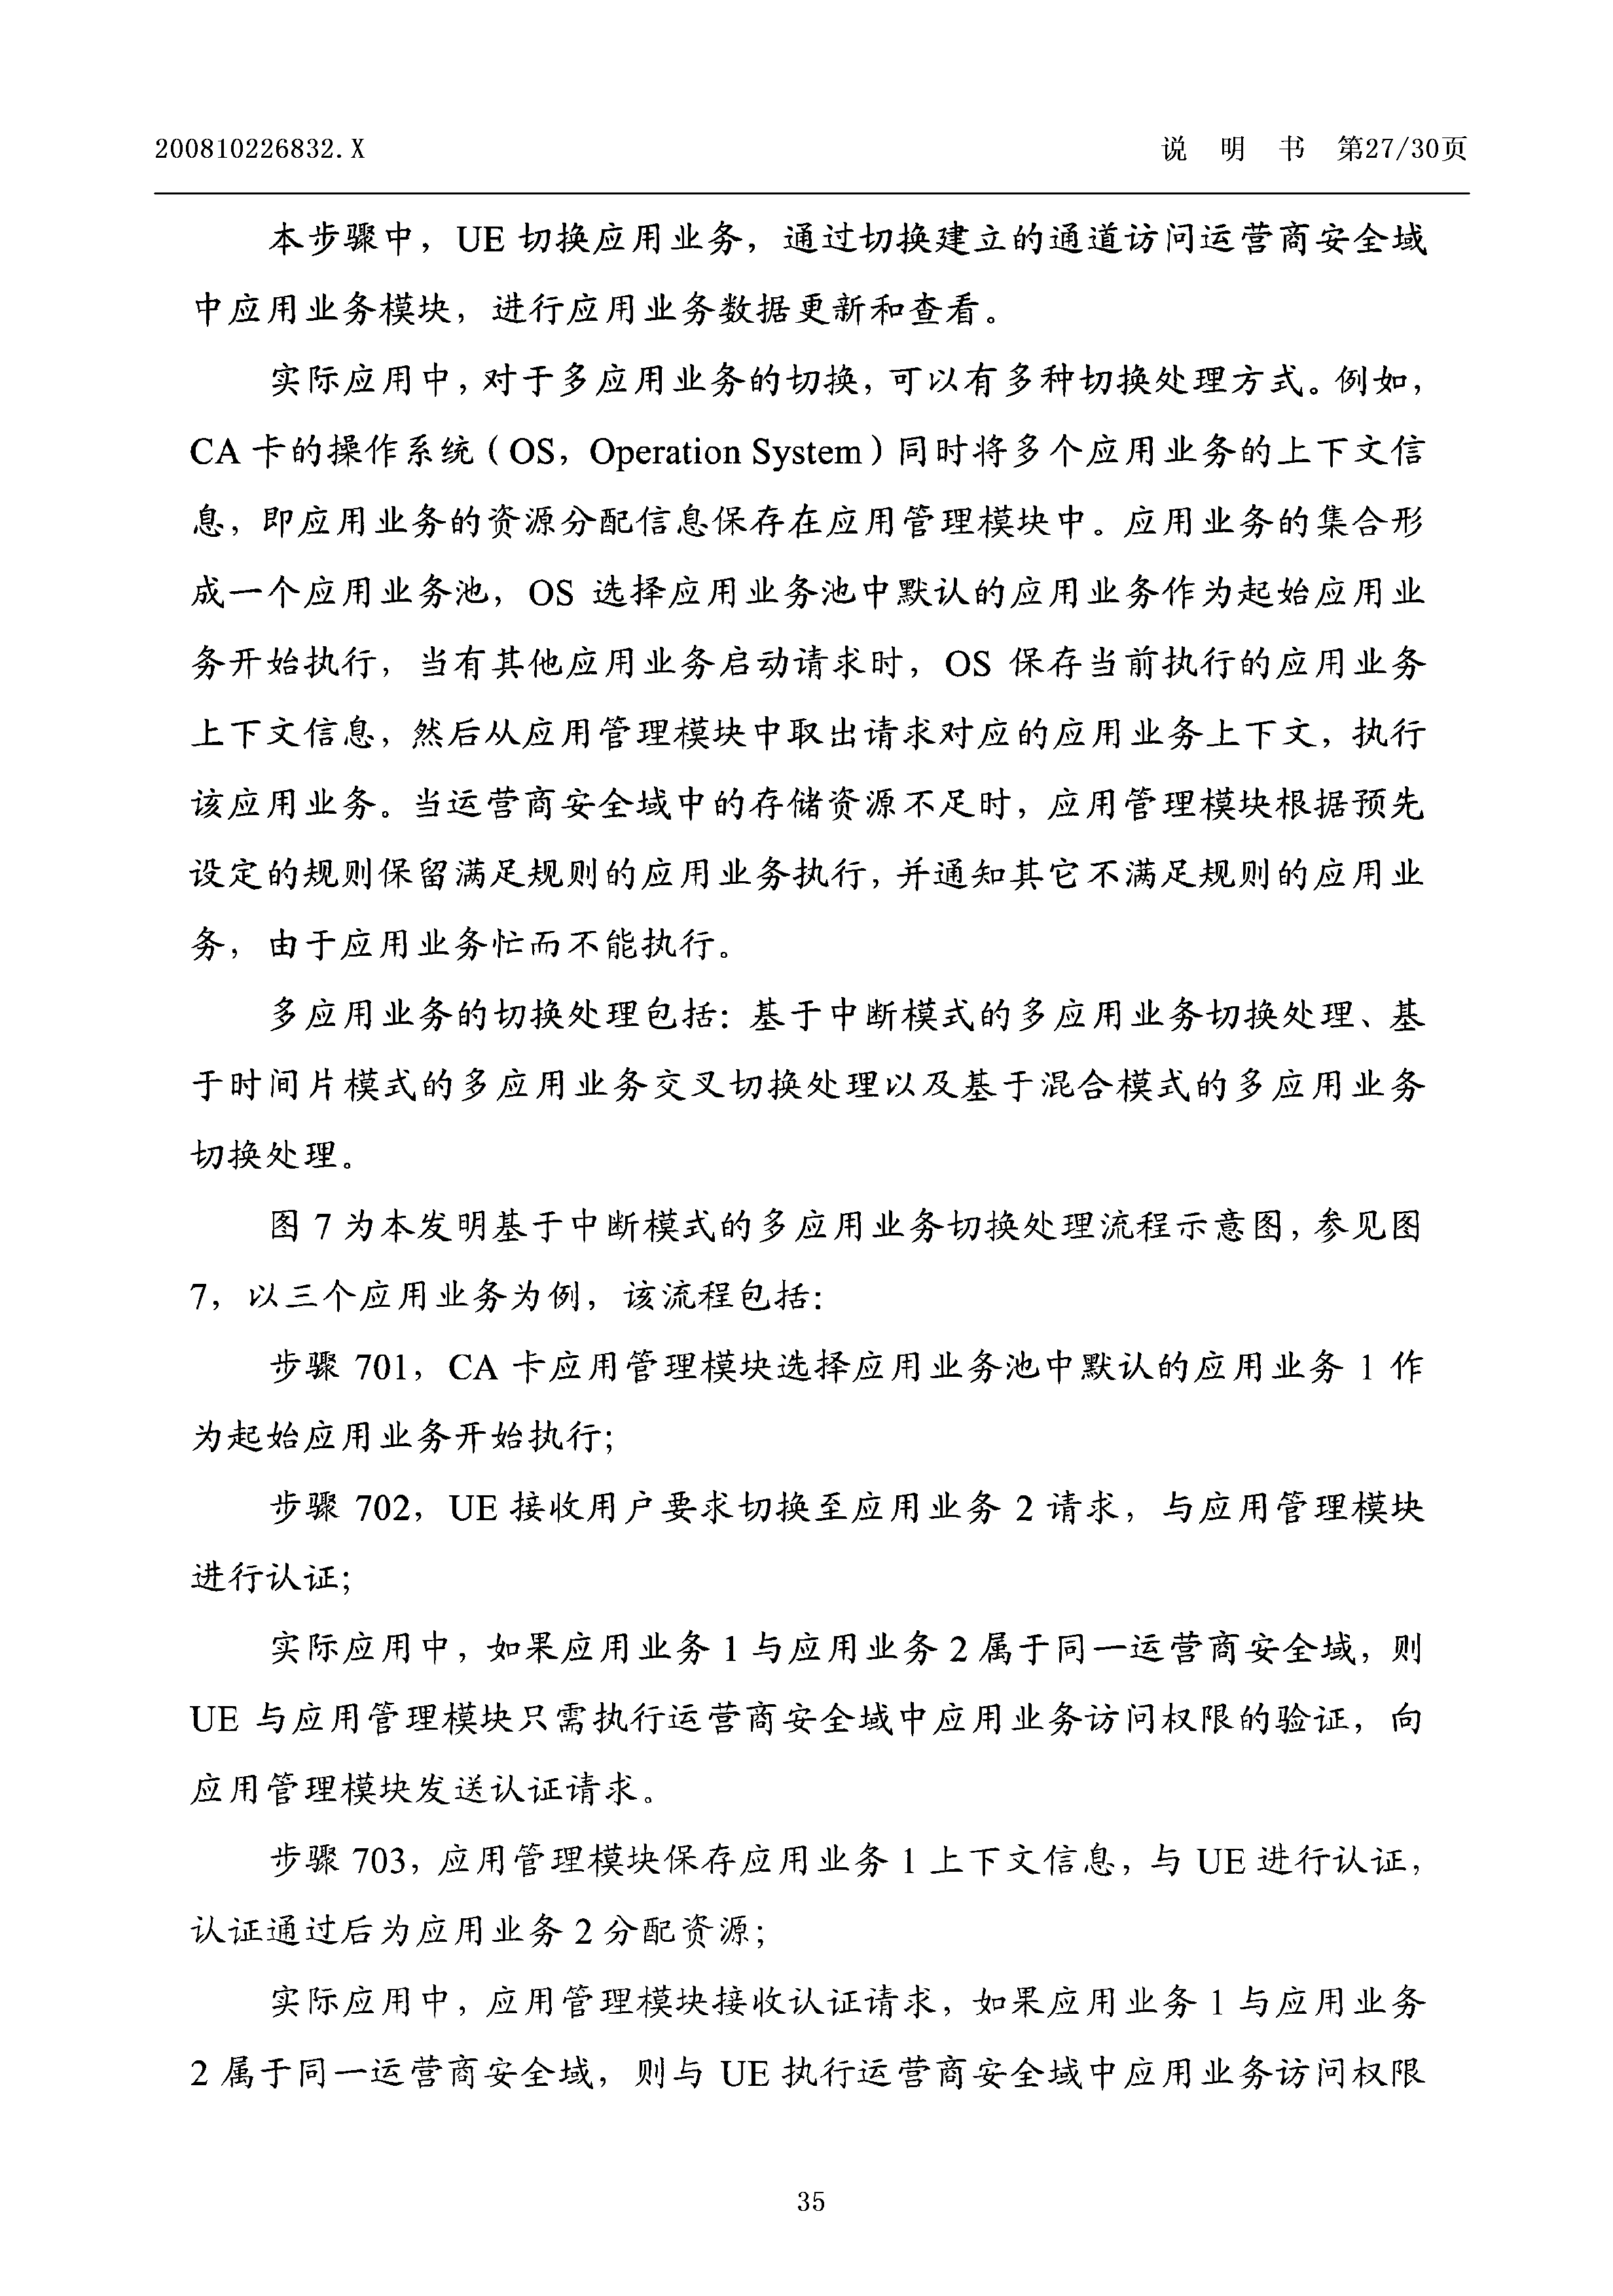 200810226832.X 说 明 书 第27/30页
本步骤中，UE 切换应用业务，通过切换建立的通道访问运营商安全域
中应用业务模块，进行应用业务数据更新和查看。
实际应用中，对于多应用业务的切换，可以有多种切换处理方式。例如，
CA 卡的操作系统（OS，Operation System）同时将多个应用业务的上下文信
息，即应用业务的资源分配信息保存在应用管理模块中。应用业务的集合形
成一个应用业务池，OS 选择应用业务池中默认的应用业务作为起始应用业
务开始执行，当有其他应用业务启动请求时，OS 保存当前执行的应用业务
上下文信息，然后从应用管理模块中取出请求对应的应用业务上下文，执行
该应用业务。当运营商安全域中的存储资源不足时，应用管理模块根据预先
设定的规则保留满足规则的应用业务执行，并通知其它不满足规则的应用业
务，由于应用业务忙而不能执行。
多应用业务的切换处理包括：基于中断模式的多应用业务切换处理、基
于时间片模式的多应用业务交叉切换处理以及基于混合模式的多应用业务
切换处理。
图 7 为本发明基于中断模式的多应用业务切换处理流程示意图，参见图
7，以三个应用业务为例，该流程包括：
步骤 701，CA 卡应用管理模块选择应用业务池中默认的应用业务 1 作
为起始应用业务开始执行；
步骤 702，UE 接收用户要求切换至应用业务 2 请求，与应用管理模块
进行认证；
实际应用中，如果应用业务 1 与应用业务 2 属于同一运营商安全域，则
UE 与应用管理模块只需执行运营商安全域中应用业务访问权限的验证，向
应用管理模块发送认证请求。
步骤 703，应用管理模块保存应用业务 1 上下文信息，与 UE 进行认证，
认证通过后为应用业务 2 分配资源；
实际应用中，应用管理模块接收认证请求，如果应用业务 1 与应用业务
2 属于同一运营商安全域，则与 UE 执行运营商安全域中应用业务访问权限
35